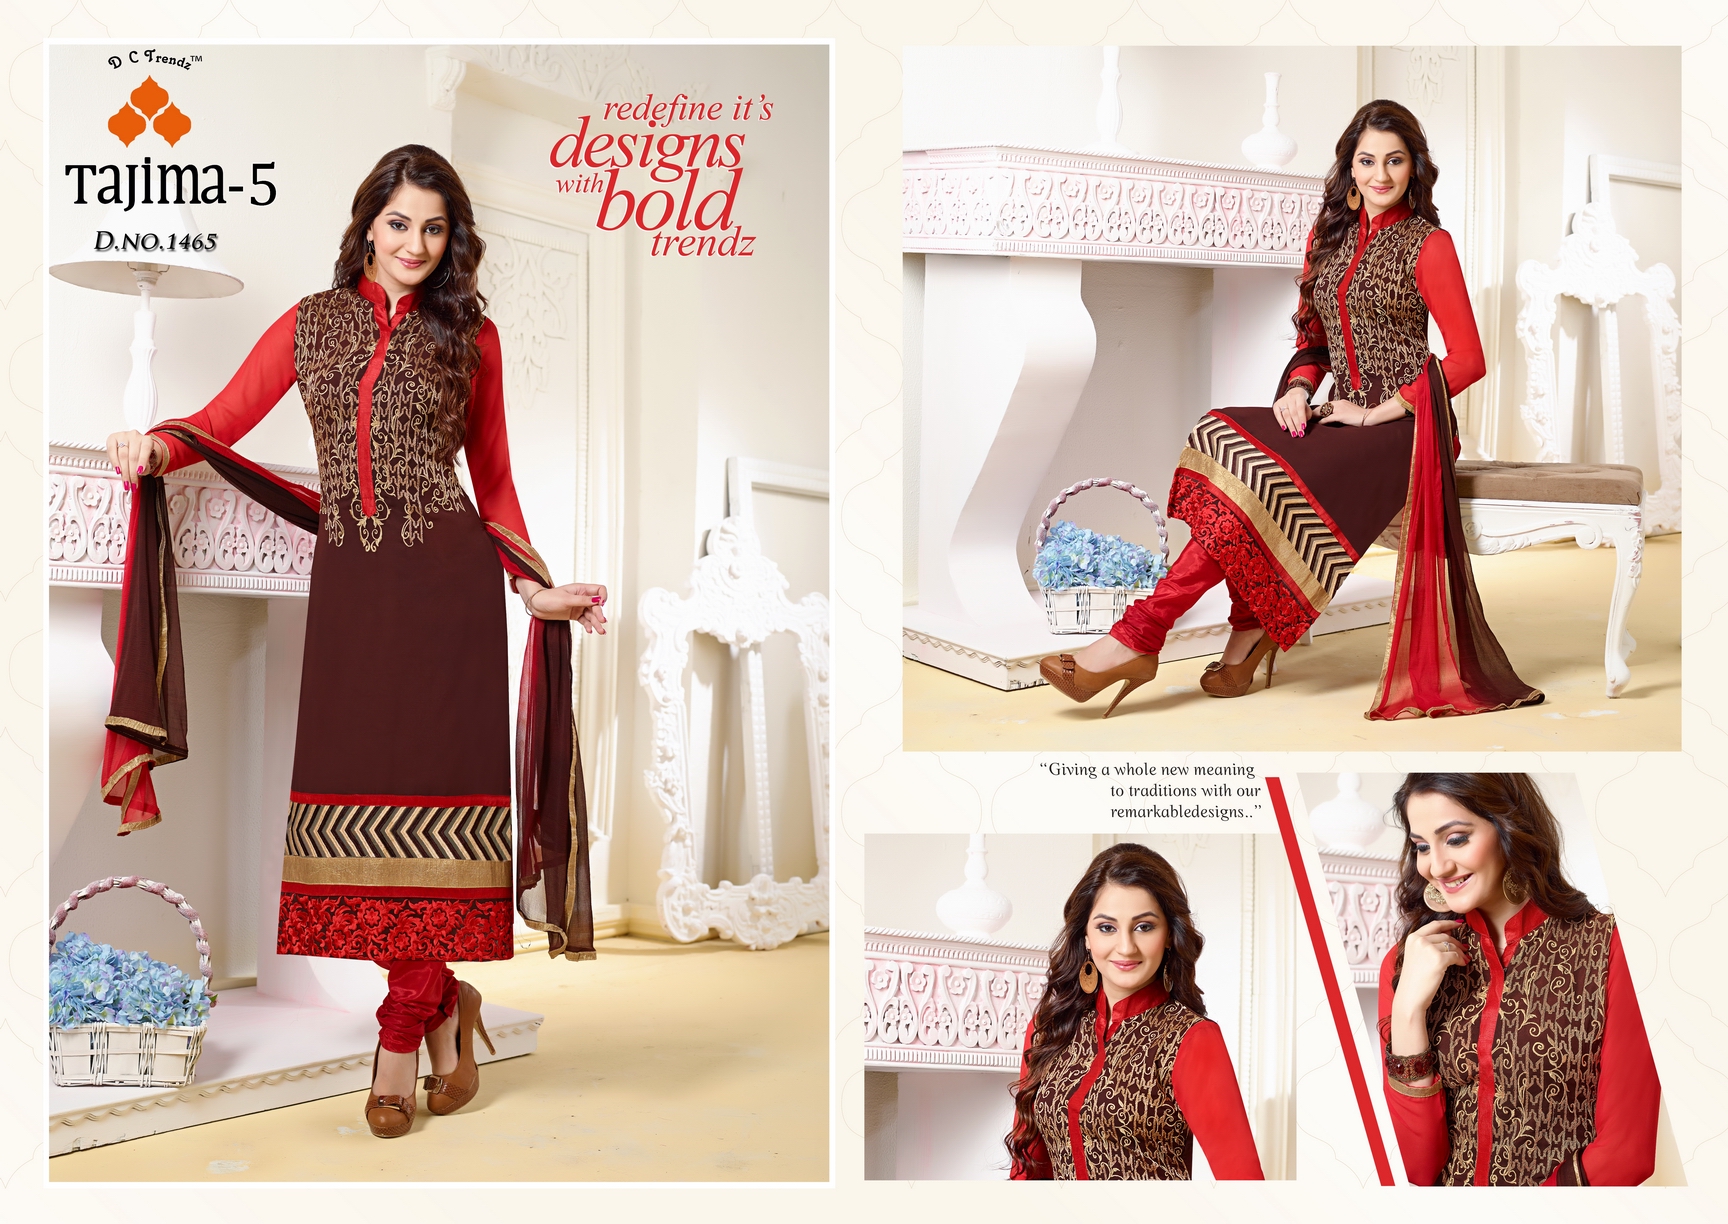 D C Trendz™
Tajima-5
D.NO.1465
redefine it's
designs
with bold
trendz
“Giving a whole new meaning
to traditions with our
remarkabledesigns..”